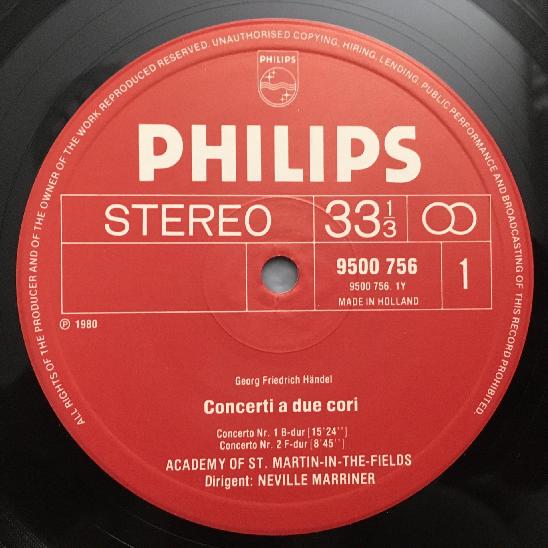 ALL RIGHTS OF THE PRODUCER AND OF THE OWNER OF THE WORK REPRODUCED RESERVED. UNAUTHORISED COPYING, HIRING, LENDING, PUBLIC PERFORMANCE AND BROADCASTING OF THIS RECORD PROHIBITED.
PHILIPS
PHILIPS
STEREO 33 1/3
9500 756 1
9500 756. 1Y
MADE IN HOLLAND
℗ 1980
Georg Friedrich Händel
Concerti a due cori
Concerto Nr. 1 B-dur (15'24'')
Concerto Nr. 2 F-dur (8'45'')
ACADEMY OF ST. MARTIN-IN-THE-FIELDS
Dirigent: NEVILLE MARRINER